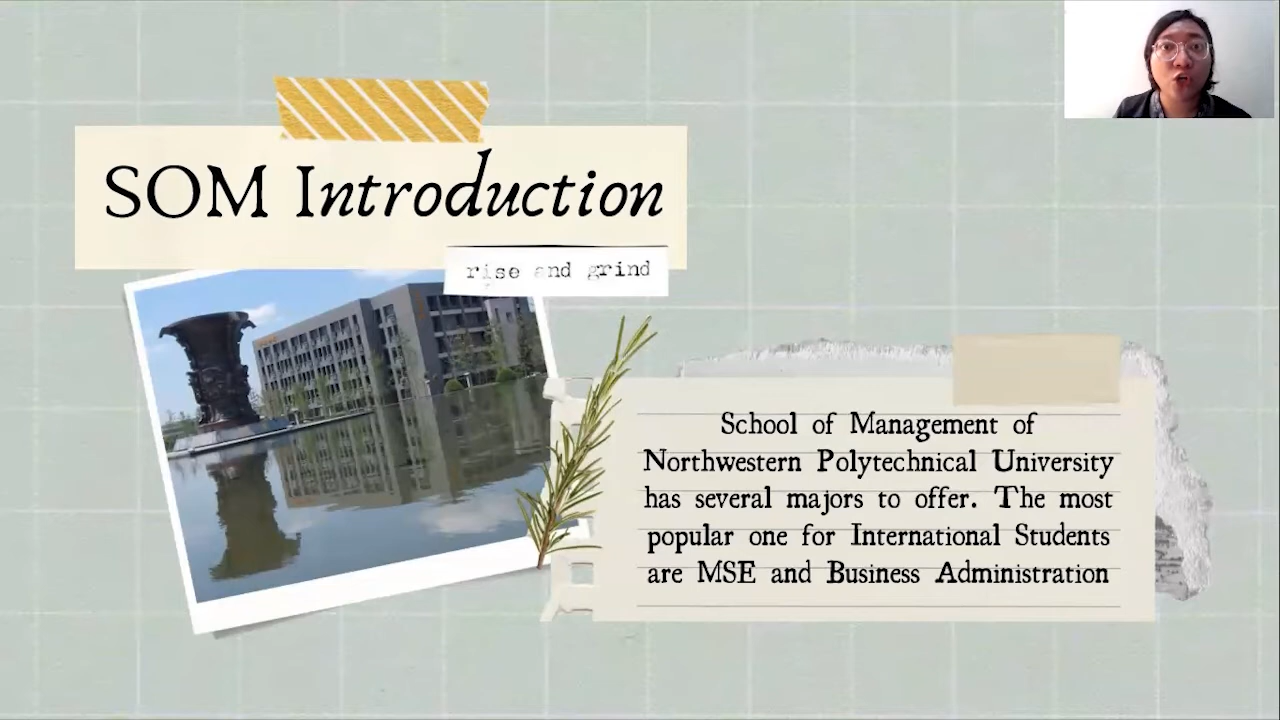 SOM Introduction
rise and grind
School of Management of
Northwestern Polytechnical University
has several majors to offer. The most
popular one for International Students
are MSE and Business Administration